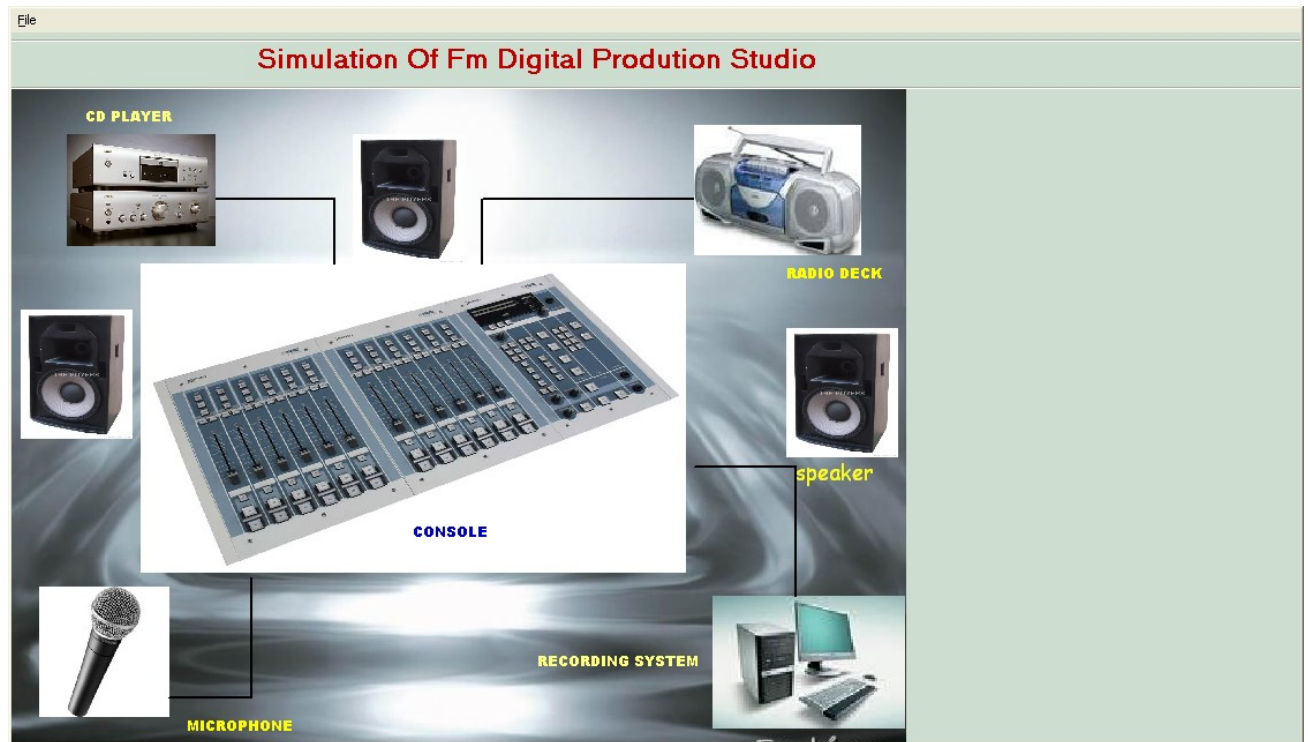 File
Simulation Of Fm Digital Prodution Studio
CD PLAYER
RADIO DECK
speaker
CONSOLE
RECORDING SYSTEM
MICROPHONE